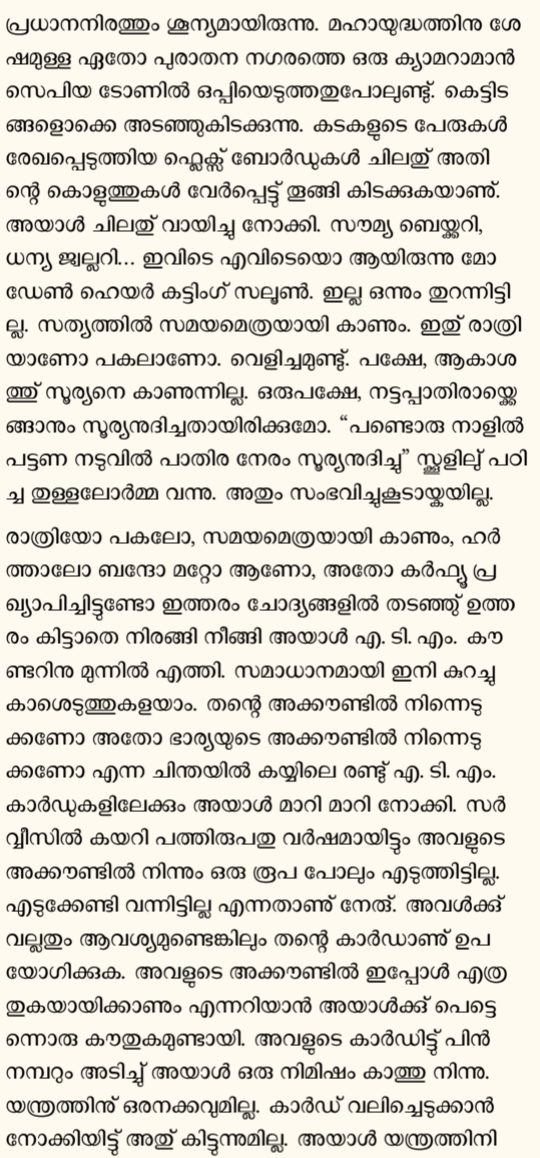 പ്രധാനനിരത്തും ശൂന്യമായിരുന്നു. മഹായുദ്ധത്തിനു ശേ
ഷമുള്ള ഏതോ പുരാതന നഗരത്തെ ഒരു ക്യാമറാമാൻ
സെപിയ ടോണിൽ ഒപ്പിയെടുത്തതുപോലുണ്ടു്. കെട്ടിട
ങ്ങളൊക്കെ അടഞ്ഞുകിടക്കുന്നു. കടകളുടെ പേരുകൾ
രേഖപ്പെടുത്തിയ ഫ്ലെക്സ് ബോർഡുകൾ ചിലതു് അതി
ന്റെ കൊളുത്തുകൾ വേർപ്പെട്ടു് തൂങ്ങി കിടക്കുകയാണു്.
അയാൾ ചിലതു് വായിച്ചു നോക്കി. സൗമ്യ ബെയ്ക്കറി,
ധന്യ ജ്വല്ലറി… ഇവിടെ എവിടെയൊ ആയിരുന്നു മോ
ഡേൺ ഹെയർ കട്ടിംഗ് സലൂൺ. ഇല്ല ഒന്നും തുറന്നിട്ടി
ല്ല. സത്യത്തിൽ സമയമെത്രയായി കാണും. ഇതു് രാത്രി
യാണോ പകലാണോ. വെളിച്ചമുണ്ടു്. പക്ഷേ, ആകാശ
ത്തു് സൂര്യനെ കാണുന്നില്ല. ഒരുപക്ഷേ, നട്ടപ്പാതിരായ്ക്കെ
ങ്ങാനും സൂര്യനുദിച്ചതായിരിക്കുമോ. “പണ്ടൊരു നാളിൽ
പട്ടണ നടുവിൽ പാതിര നേരം സൂര്യനുദിച്ചു” സ്ക്കൂളിലു് പഠി
ച്ച തുള്ളലോർമ്മ വന്നു. അതും സംഭവിച്ചുകൂടായ്കയില്ല.
രാത്രിയോ പകലോ, സമയമെത്രയായി കാണും, ഹർ
ത്താലോ ബന്ദോ മറ്റോ ആണോ, അതോ കർഫ്യൂ പ്ര
ഖ്യാപിച്ചിട്ടുണ്ടോ ഇത്തരം ചോദ്യങ്ങളിൽ തടഞ്ഞു് ഉത്ത
രം കിട്ടാതെ നിരങ്ങി നീങ്ങി അയാൾ എ. ടി. എം. കൗ
ണ്ടറിനു മുന്നിൽ എത്തി. സമാധാനമായി ഇനി കുറച്ചു
കാശെടുത്തുകളയാം. തന്റെ അക്കൗണ്ടിൽ നിന്നെടു
ക്കണോ അതോ ഭാര്യയുടെ അക്കൗണ്ടിൽ നിന്നെടു
ക്കണോ എന്ന ചിന്തയിൽ കയ്യിലെ രണ്ടു് എ. ടി. എം.
കാർഡുകളിലേക്കും അയാൾ മാറി മാറി നോക്കി. സർ
വ്വീസിൽ കയറി പത്തിരുപതു വർഷമായിട്ടും അവളുടെ
അക്കൗണ്ടിൽ നിന്നും ഒരു രൂപ പോലും എടുത്തിട്ടില്ല.
എടുക്കേണ്ടി വന്നിട്ടില്ല എന്നതാണു് നേരു്. അവൾക്കു്
വല്ലതും ആവശ്യമുണ്ടെങ്കിലും തന്റെ കാർഡാണു് ഉപ
യോഗിക്കുക. അവളുടെ അക്കൗണ്ടിൽ ഇപ്പോൾ എത്ര
തുകയായിക്കാണും എന്നറിയാൻ അയാൾക്കു് പെട്ടെ
ന്നൊരു കൗതുകമുണ്ടായി. അവളുടെ കാർഡിട്ടു് പിൻ
നമ്പറും അടിച്ചു് അയാൾ ഒരു നിമിഷം കാത്തു നിന്നു.
യന്ത്രത്തിനു് ഒരനക്കവുമില്ല. കാർഡ് വലിച്ചെടുക്കാൻ
നോക്കിയിട്ടു് അതു് കിട്ടുന്നുമില്ല. അയാൾ യന്ത്രത്തിനി